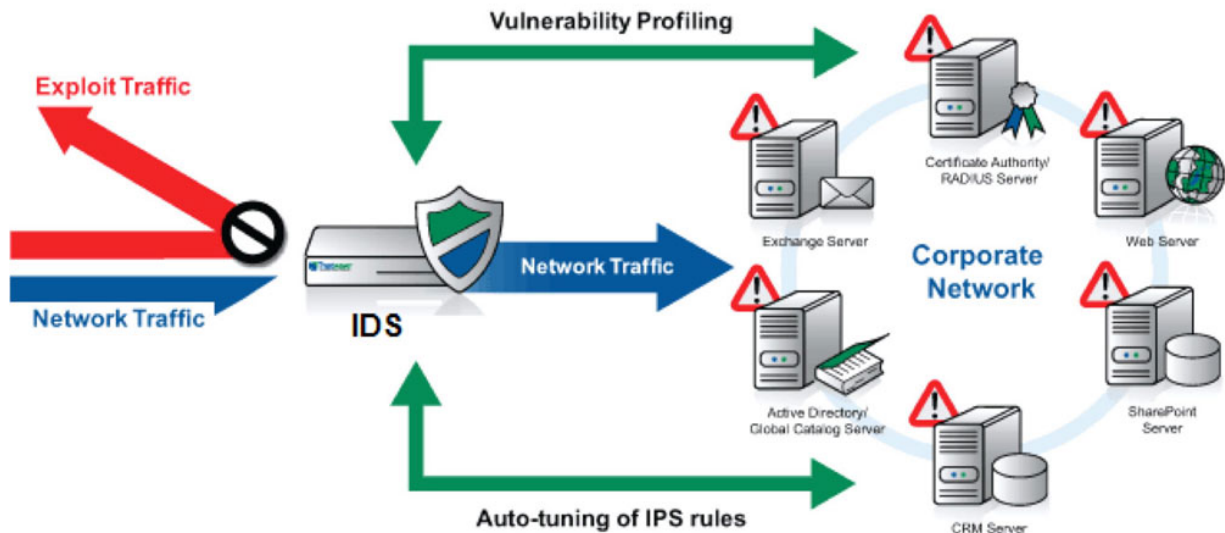 Vulnerability Profiling
Exploit Traffic
Network Traffic
IDS
Network Traffic
Exchange Server
Certificate Authority/
RADIUS Server
Web Server
Corporate
Network
Active Directory/
Global Catalog Server
SharePoint
Server
CRM Server
Auto-tuning of IPS rules